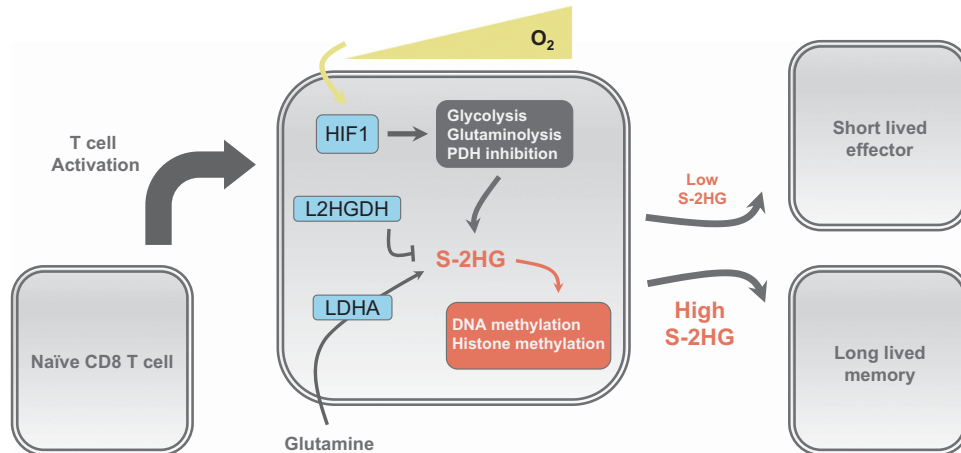 O₂
T cell
Activation
HIF1
Glycolysis
Glutaminolysis
PDH inhibition
L2HGDH
S-2HG
LDHA
DNA methylation
Histone methylation
Glutamine
Naïve CD8 T cell
Low
S-2HG
High
S-2HG
Short lived
effector
Long lived
memory